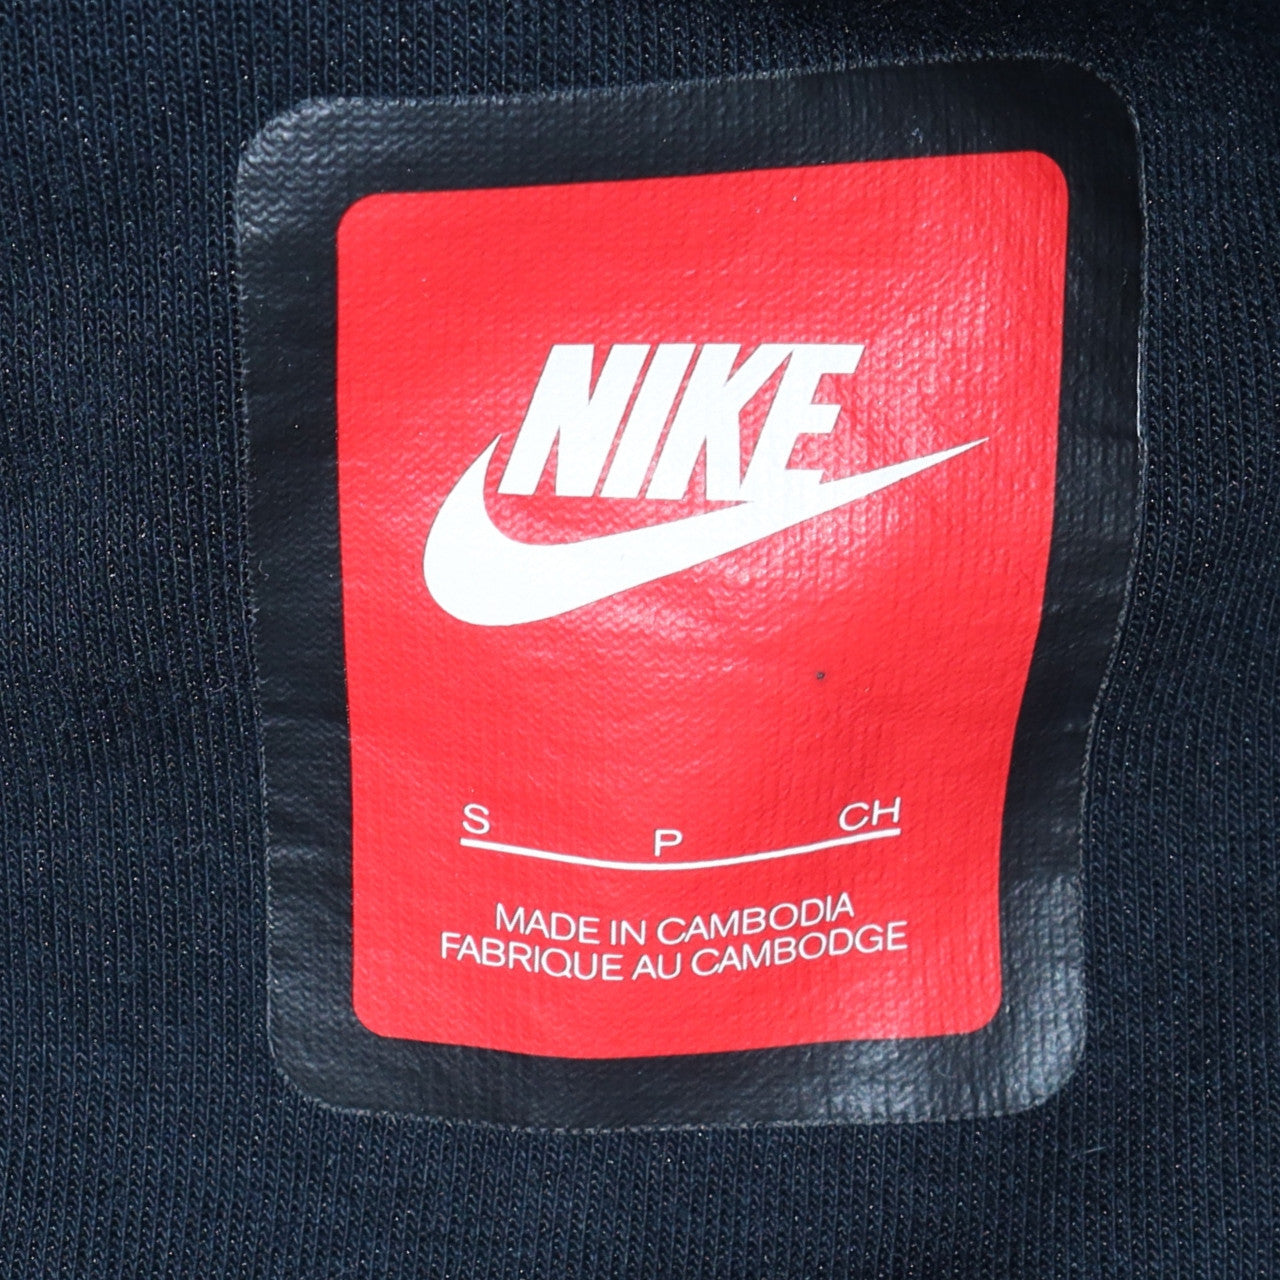 NIKE
S P CH
MADE IN CAMBODIA
FABRIQUE AU CAMBODGE